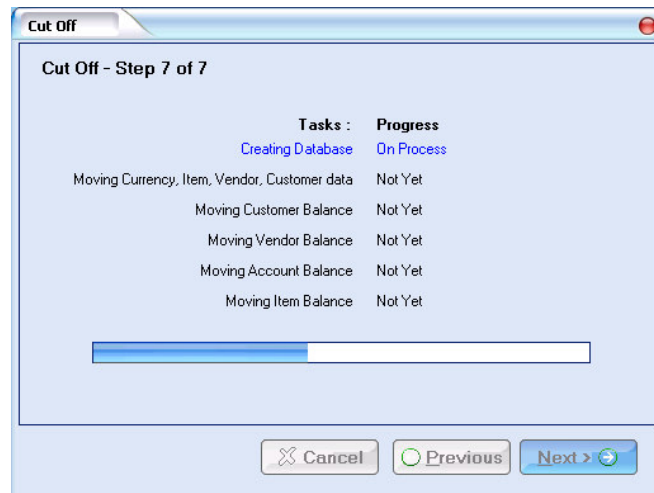 Cut Off
Cut Off - Step 7 of 7
Tasks : Progress
Creating Database On Process
Moving Currency, Item, Vendor, Customer data Not Yet
Moving Customer Balance Not Yet
Moving Vendor Balance Not Yet
Moving Account Balance Not Yet
Moving Item Balance Not Yet
Cancel Previous Next >